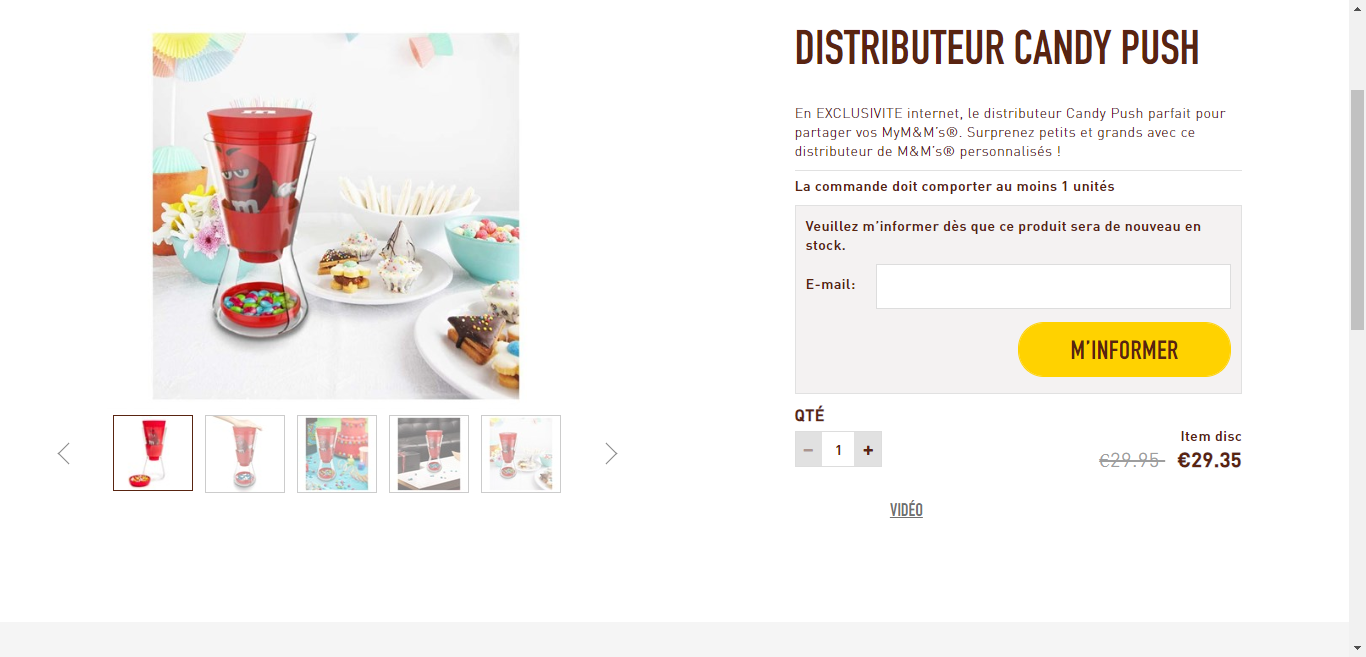 DISTRIBUTEUR CANDY PUSH
En EXCLUSIVITE internet, le distributeur Candy Push parfait pour
partager vos MyM&M’s®. Surprenez petits et grands avec ce
distributeur de M&M’s® personnalisés !
La commande doit comporter au moins 1 unités
Veuillez m’informer dès que ce produit sera de nouveau en
stock.
E-mail:
M’INFORMER
QTÉ
− 1 +
Item disc
€29.95 €29.35
VIDÉO
m
m